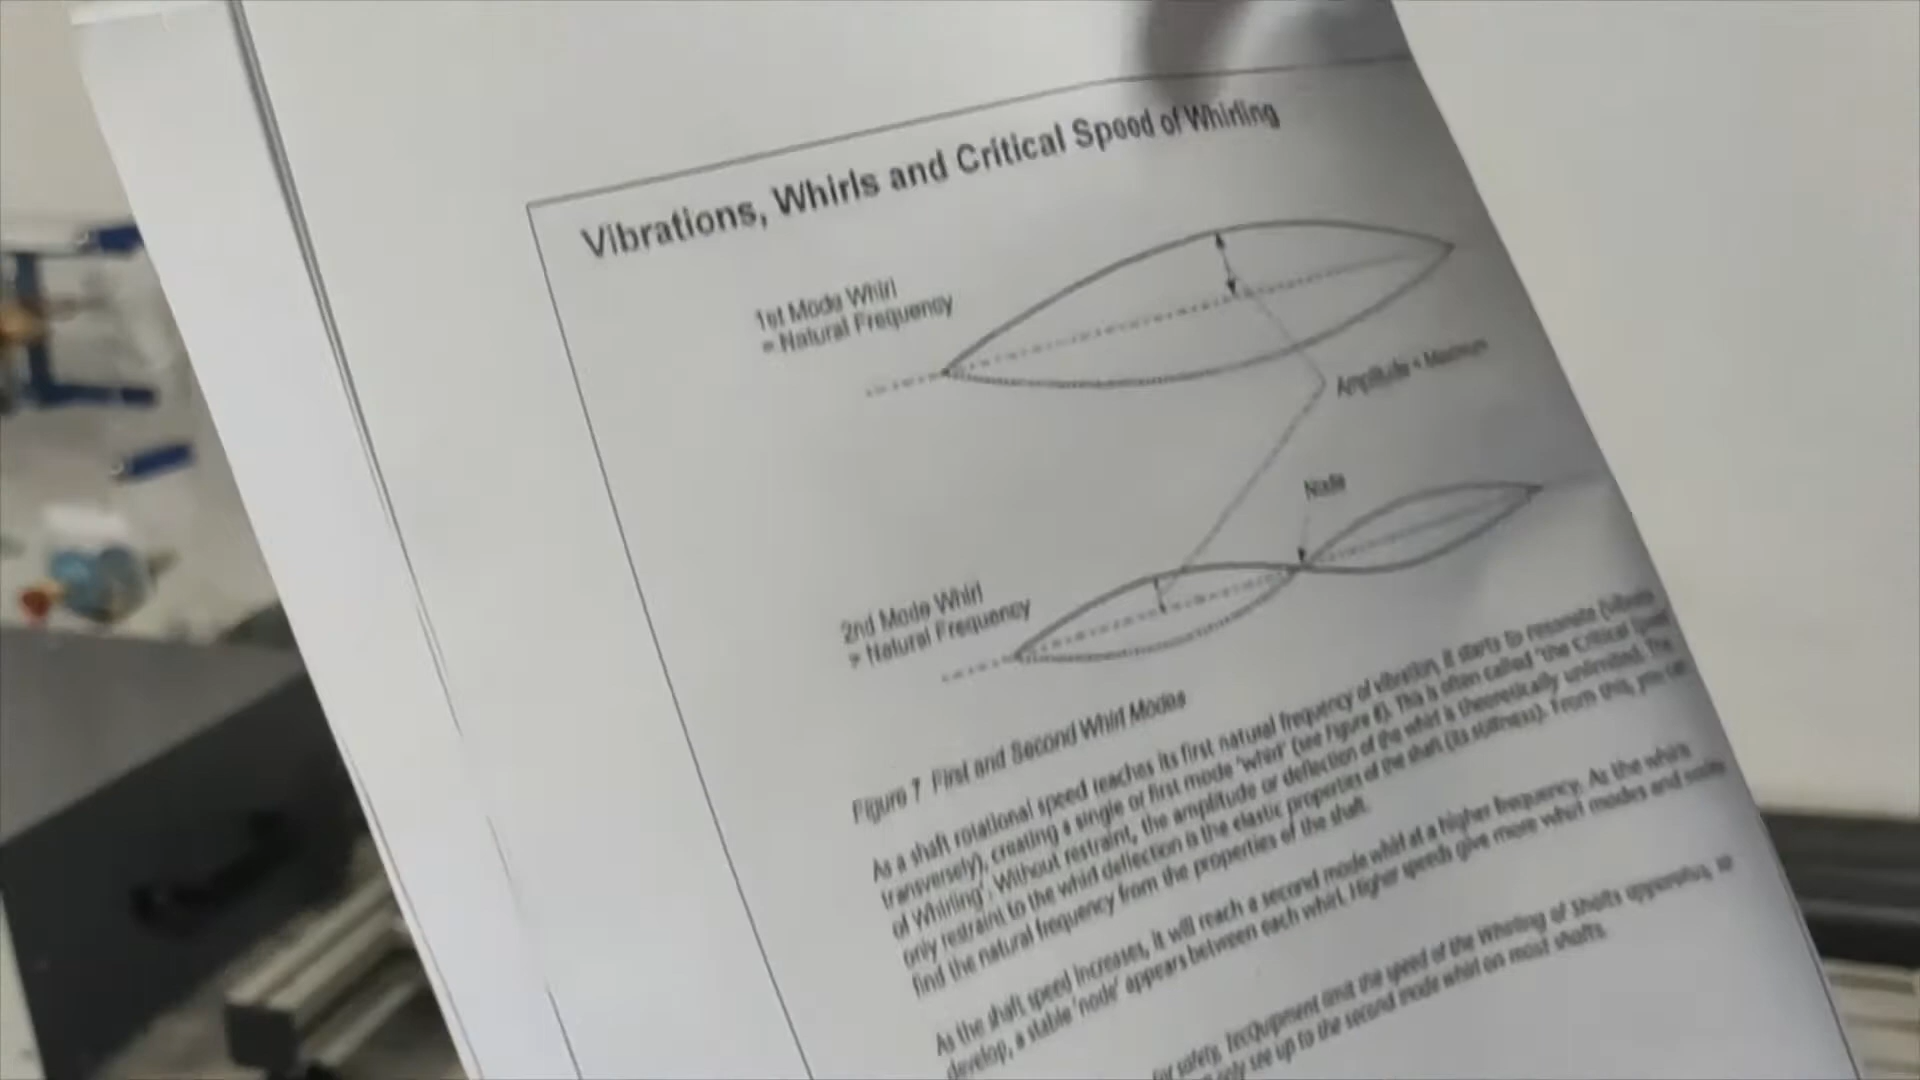 Vibrations, Whirls and Critical Speed of Whirling
1st Mode Whirl
= Natural Frequency
Amplitude = Maximum
Node
2nd Mode Whirl
= Natural Frequency
Figure 7 First and Second Whirl Modes
As a shaft rotational speed reaches its first natural frequency of vibration, it starts to resonate (vibrate
transversely), creating a single or first mode 'whirl' (see Figure 6). This is often called 'the Critical Speed
of Whirling'. Without restraint, the amplitude or deflection of the whirl is theoretically unlimited. The
only restraint to the whirl deflection is the elastic properties of the shaft (its stiffness). From this, you can
find the natural frequency from the properties of the shaft.
As the shaft speed increases, it will reach a second mode whirl at a higher frequency. As the whirls
develop, a stable 'node' appears between each whirl. Higher speeds give more whirl modes and nodes
for safety, TecQuipment limit the speed of the Whirling of Shafts apparatus, so
only see up to the second mode whirl on most shafts.